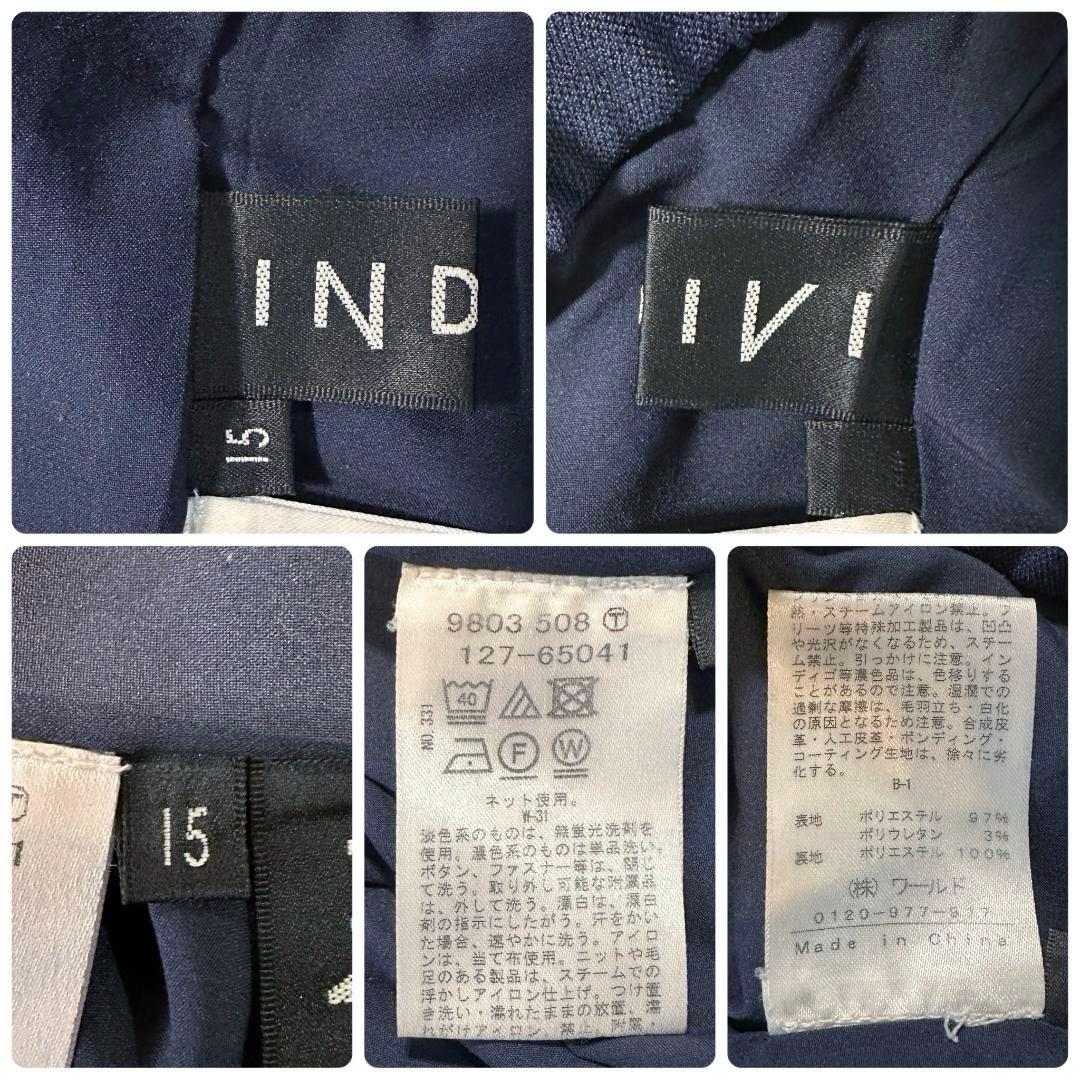 IND
15
IVI
15
9803 508 Ⓣ
127-65041
NO.331
40
F
W
ネット使用。
W-31
淡色系のものは、無蛍光洗剤を
使用。濃色系のものは単品洗い。
ボタン、ファスナー等は、閉じ
て洗う。取り外し可能な附属品
は、外して洗う。漂白は、漂白
剤の指示にしたがう。汗をかい
た場合、速やかに洗う。アイロ
ンは、当て布使用。ニットや毛
足のある製品は、スチームでの
浮かしアイロン仕上げ。つけ置
き洗い・濡れたままの放置、濡
れがけアイロン、禁止。附属・
熱・スチームアイロン禁止。プ
リーツ等特殊加工製品は、凹凸
や光沢がなくなるため、スチー
ム禁止。引っかけに注意。イン
ディゴ等濃色品は、色移りする
ことがあるので注意。湿潤での
過剰な摩擦は、毛羽立ち・白化
の原因となるため注意。合成皮
革・人工皮革・ボンディング・
コーティング生地は、徐々に劣
化する。
B-1
表地 ポリエステル 97%
ポリウレタン 3%
裏地 ポリエステル 100%
(株) ワールド
0120-977-917
Made in China